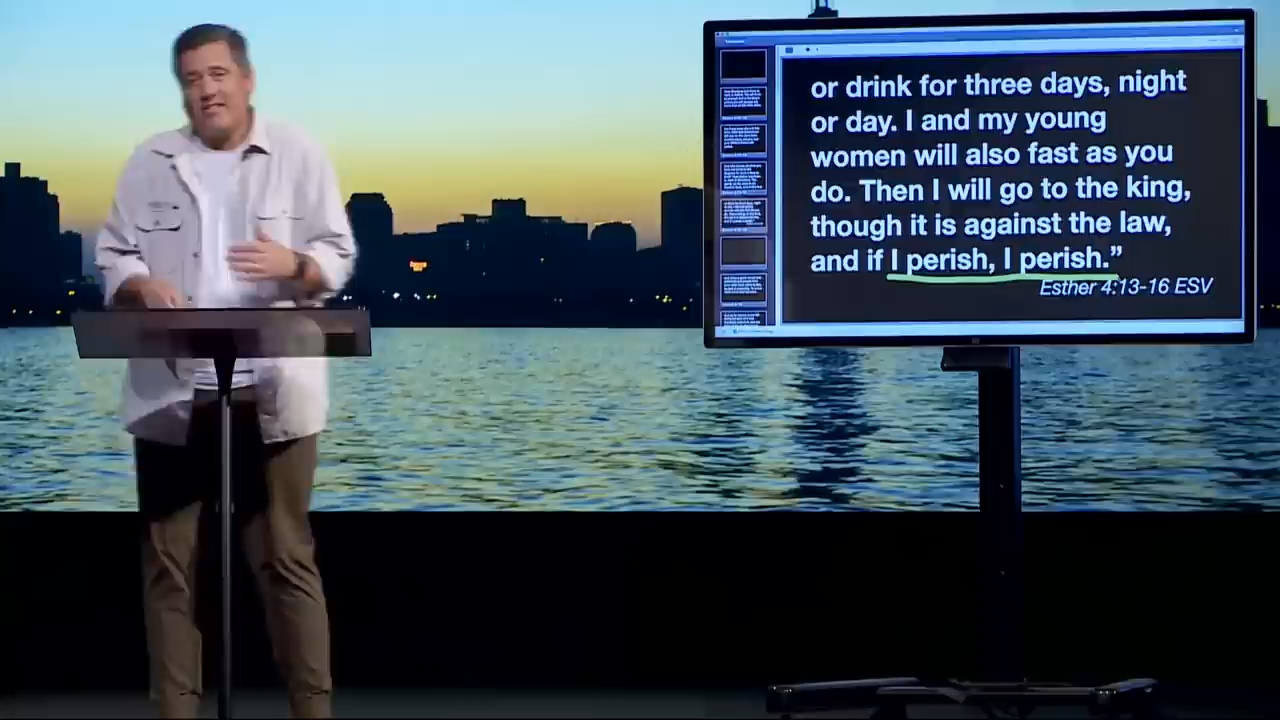 or drink for three days, night
or day. I and my young
women will also fast as you
do. Then I will go to the king,
though it is against the law,
and if I perish, I perish.”
Esther 4:13-16 ESV